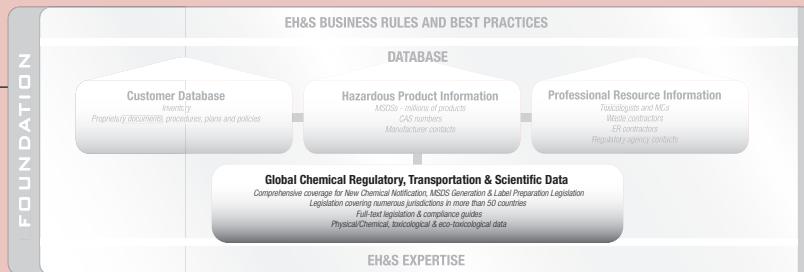 FOUNDATION
EH&S BUSINESS RULES AND BEST PRACTICES
DATABASE
Customer Database
Inventory
Proprietary documents, procedures, plans and policies
Hazardous Product Information
MSDSs - millions of products
CAS numbers
Manufacturer contacts
Professional Resource Information
Toxicologists and MDs
Waste contractors
ER contractors
Regulatory agency contacts
Global Chemical Regulatory, Transportation & Scientific Data
Comprehensive coverage for New Chemical Notification, MSDS Generation & Label Preparation Legislation
Legislation covering numerous jurisdictions in more than 50 countries
Full-text legislation & compliance guides
Physical/Chemical, toxicological & eco-toxicological data
EH&S EXPERTISE